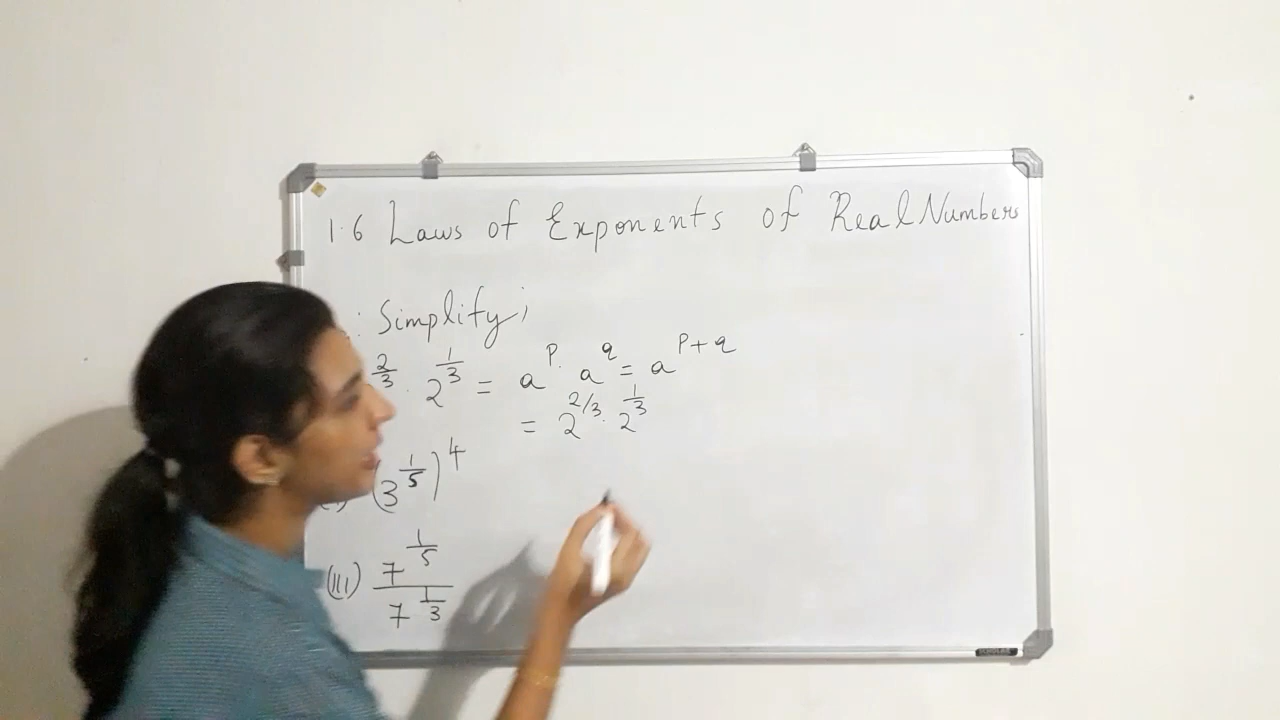 1.6 Laws of Exponents of Real Numbers
: Simplify;
2/3 . 2^1/3 = a^p . a^q = a^p+q
= 2^2/3 . 2^1/3
(3^1/5)^4
(III) 7^1/5 / 7^1/3